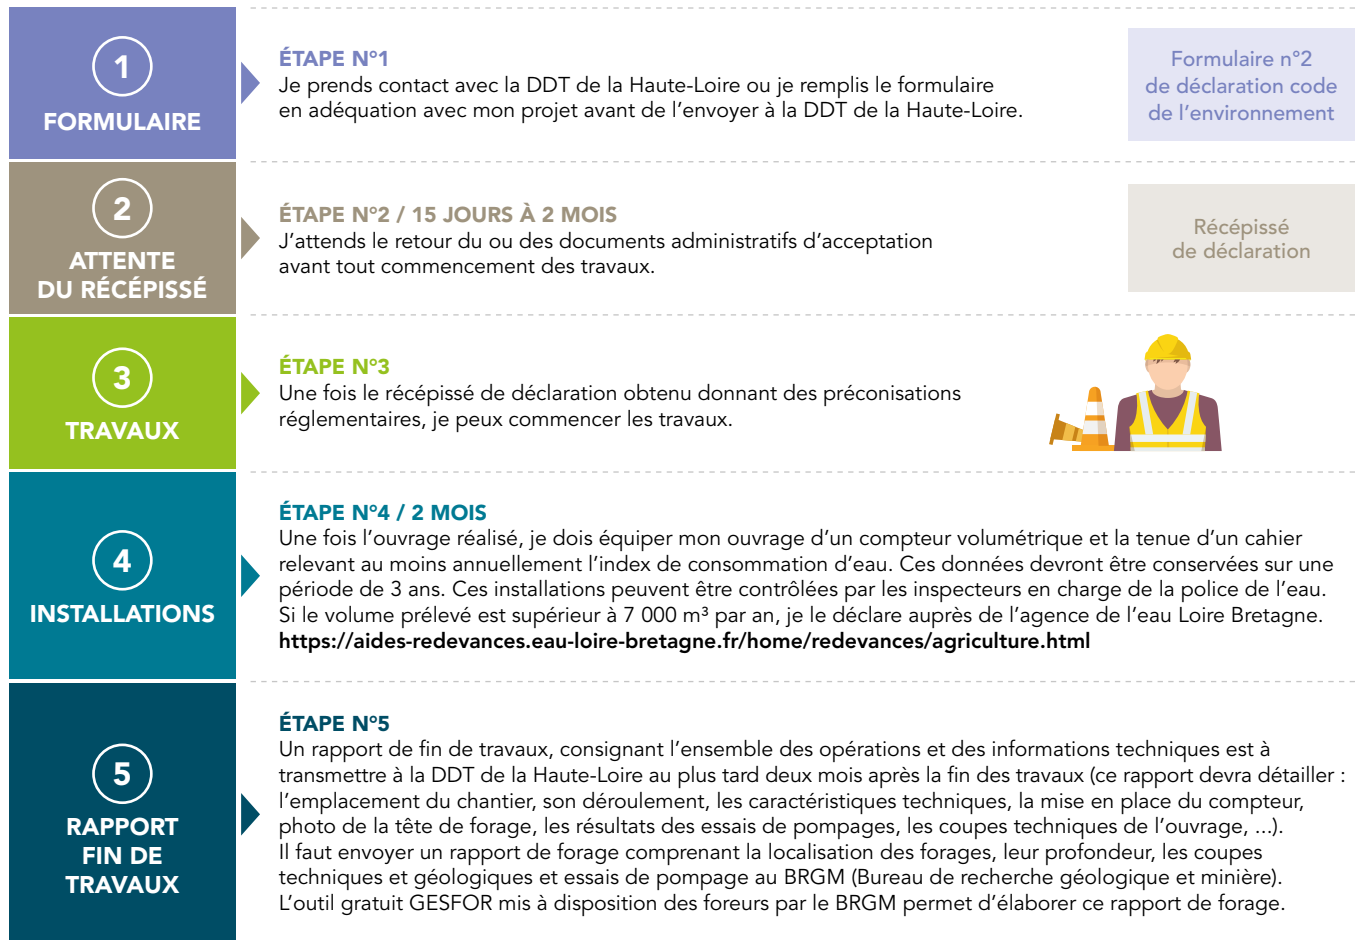 1
FORMULAIRE
ÉTAPE N°1
Je prends contact avec la DDT de la Haute-Loire ou je remplis le formulaire
en adéquation avec mon projet avant de l’envoyer à la DDT de la Haute-Loire.
Formulaire n°2
de déclaration code
de l’environnement
2
ATTENTE
DU RÉCÉPISSÉ
ÉTAPE N°2 / 15 JOURS À 2 MOIS
J’attends le retour du ou des documents administratifs d’acceptation
avant tout commencement des travaux.
Récépissé
de déclaration
3
TRAVAUX
ÉTAPE N°3
Une fois le récépissé de déclaration obtenu donnant des préconisations
réglementaires, je peux commencer les travaux.
4
INSTALLATIONS
ÉTAPE N°4 / 2 MOIS
Une fois l’ouvrage réalisé, je dois équiper mon ouvrage d’un compteur volumétrique et la tenue d’un cahier
relevant au moins annuellement l’index de consommation d’eau. Ces données devront être conservées sur une
période de 3 ans. Ces installations peuvent être contrôlées par les inspecteurs en charge de la police de l’eau.
Si le volume prélevé est supérieur à 7 000 m³ par an, je le déclare auprès de l’agence de l’eau Loire Bretagne.
https://aides-redevances.eau-loire-bretagne.fr/home/redevances/agriculture.html
5
RAPPORT
FIN DE
TRAVAUX
ÉTAPE N°5
Un rapport de fin de travaux, consignant l’ensemble des opérations et des informations techniques est à
transmettre à la DDT de la Haute-Loire au plus tard deux mois après la fin des travaux (ce rapport devra détailler :
l’emplacement du chantier, son déroulement, les caractéristiques techniques, la mise en place du compteur,
photo de la tête de forage, les résultats des essais de pompages, les coupes techniques de l’ouvrage, ...).
Il faut envoyer un rapport de forage comprenant la localisation des forages, leur profondeur, les coupes
techniques et géologiques et essais de pompage au BRGM (Bureau de recherche géologique et minière).
L’outil gratuit GESFOR mis à disposition des foreurs par le BRGM permet d’élaborer ce rapport de forage.